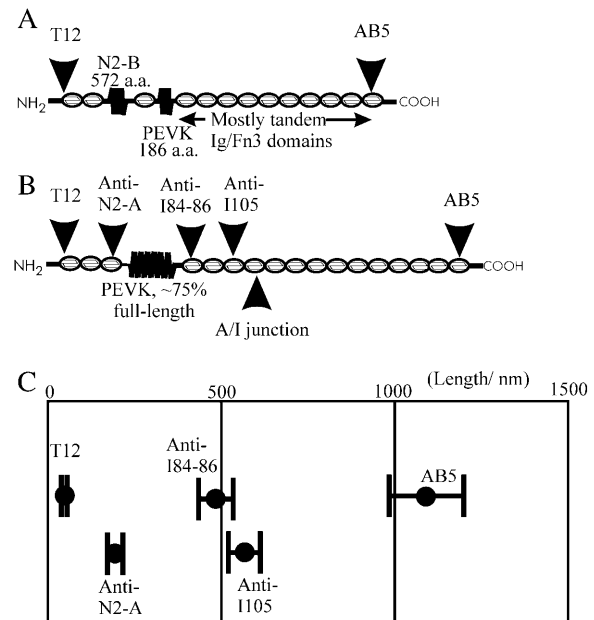 A
T12
AB5
N2-B
572 a.a.
NH2
COOH
PEVK
186 a.a.
Mostly tandem
Ig/Fn3 domains
B
T12
Anti-
N2-A
Anti-
I84-86
Anti-
I105
AB5
NH2
COOH
PEVK, ~75%
full-length
A/I junction
C
0
500
1000
(Length/ nm)
1500
T12
Anti-
I84-86
AB5
Anti-
N2-A
Anti-
I105